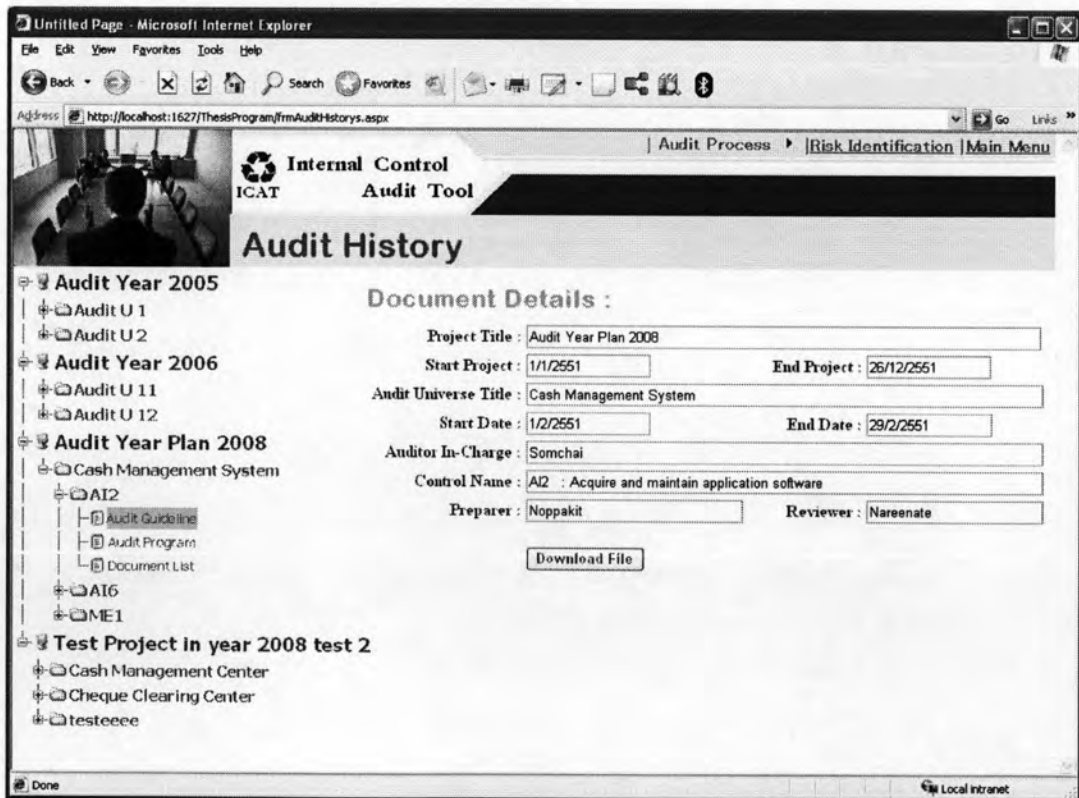 Untitled Page - Microsoft Internet Explorer
File Edit View Favorites Tools Help
Back Search Favorites
Address http://localhost:1627/ThesisProgram/frmAuditHistorys.aspx Go Links »
| Audit Process |Risk Identification |Main Menu
Internal Control
ICAT Audit Tool
Audit History
Audit Year 2005
Audit U 1
Audit U 2
Audit Year 2006
Audit U 11
Audit U 12
Audit Year Plan 2008
Cash Management System
AI2
Audit Guideline
Audit Program
Document List
AI6
ME1
Test Project in year 2008 test 2
Cash Management Center
Cheque Clearing Center
testeeee
Document Details :
Project Title : Audit Year Plan 2008
Start Project : 1/1/2551 End Project : 26/12/2551
Audit Universe Title : Cash Management System
Start Date : 1/2/2551 End Date : 29/2/2551
Auditor In-Charge : Somchai
Control Name : AI2 : Acquire and maintain application software
Preparer : Noppakit Reviewer : Nareenate
Download File
Done Local intranet